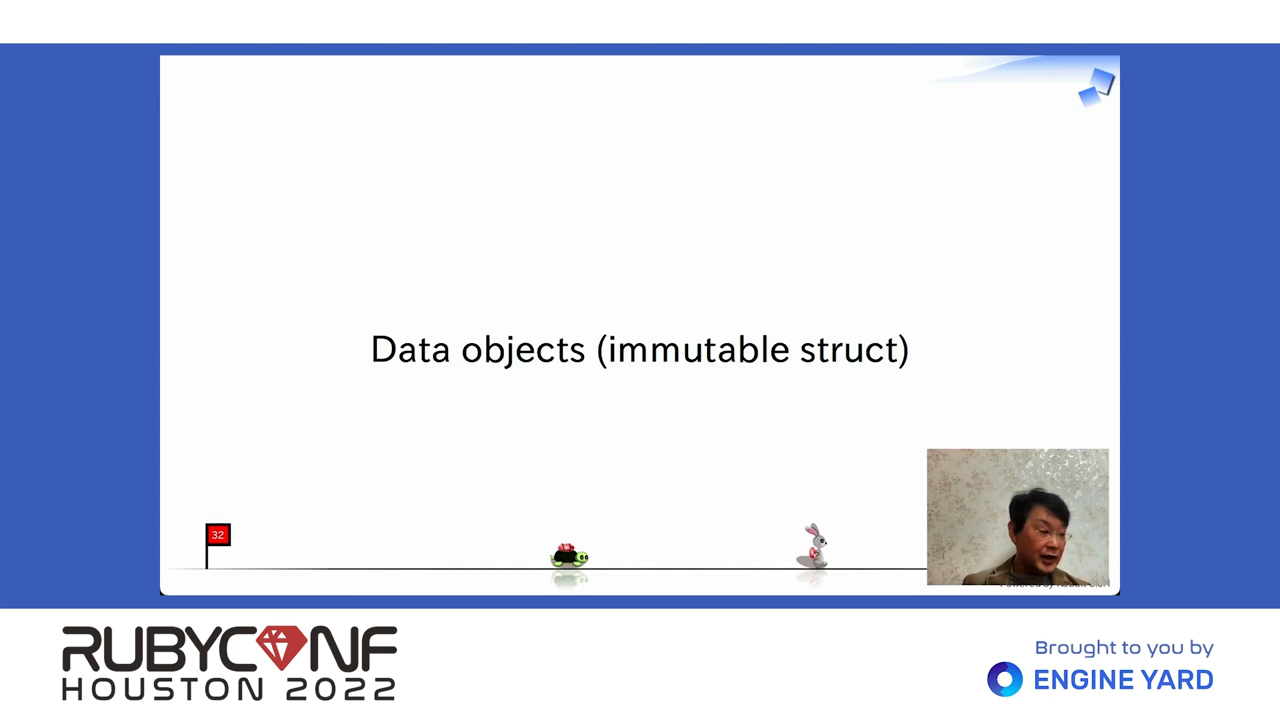 Data objects (immutable struct)
32
RUBYCONF
HOUSTON 2022
Brought to you by
ENGINE YARD